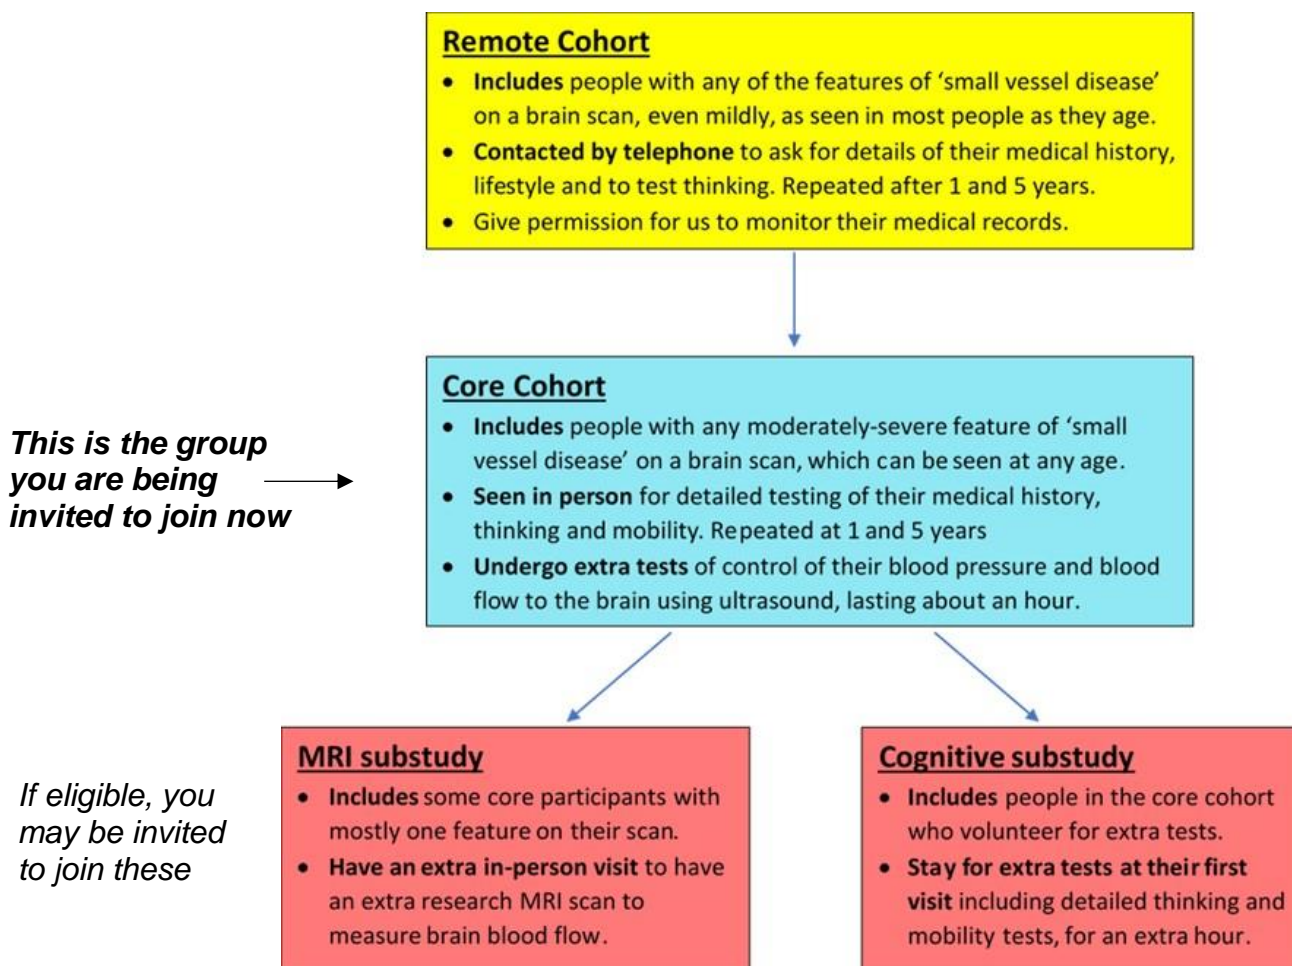 Remote Cohort
• Includes people with any of the features of ‘small vessel disease’
on a brain scan, even mildly, as seen in most people as they age.
• Contacted by telephone to ask for details of their medical history,
lifestyle and to test thinking. Repeated after 1 and 5 years.
• Give permission for us to monitor their medical records.
This is the group
you are being
invited to join now
Core Cohort
• Includes people with any moderately-severe feature of ‘small
vessel disease’ on a brain scan, which can be seen at any age.
• Seen in person for detailed testing of their medical history,
thinking and mobility. Repeated at 1 and 5 years
• Undergo extra tests of control of their blood pressure and blood
flow to the brain using ultrasound, lasting about an hour.
If eligible, you
may be invited
to join these
MRI substudy
• Includes some core participants with
mostly one feature on their scan.
• Have an extra in-person visit to have
an extra research MRI scan to
measure brain blood flow.
Cognitive substudy
• Includes people in the core cohort
who volunteer for extra tests.
• Stay for extra tests at their first
visit including detailed thinking and
mobility tests, for an extra hour.